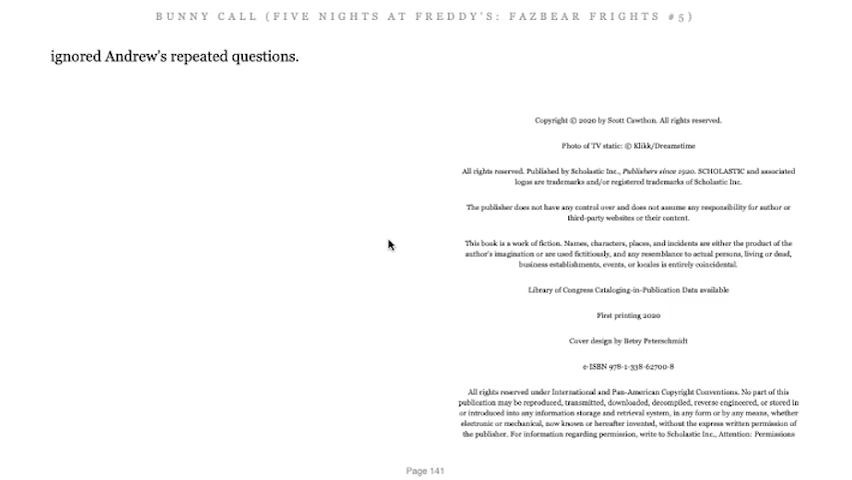 BUNNY CALL (FIVE NIGHTS AT FREDDY'S: FAZBEAR FRIGHTS #5)
ignored Andrew's repeated questions.
Copyright © 2020 by Scott Cawthon. All rights reserved.
Photo of TV static: © Klikk/Dreamstime
All rights reserved. Published by Scholastic Inc., Publishers since 1920. SCHOLASTIC and associated
logos are trademarks and/or registered trademarks of Scholastic Inc.
The publisher does not have any control over and does not assume any responsibility for author or
third-party websites or their content.
This book is a work of fiction. Names, characters, places, and incidents are either the product of the
author's imagination or are used fictitiously, and any resemblance to actual persons, living or dead,
business establishments, events, or locales is entirely coincidental.
Library of Congress Cataloging-in-Publication Data available
First printing 2020
Cover design by Betsy Peterschmidt
e-ISBN 978-1-338-62700-8
All rights reserved under International and Pan-American Copyright Conventions. No part of this
publication may be reproduced, transmitted, downloaded, decompiled, reverse engineered, or stored in
or introduced into any information storage and retrieval system, in any form or by any means, whether
electronic or mechanical, now known or hereafter invented, without the express written permission of
the publisher. For information regarding permission, write to Scholastic Inc., Attention: Permissions
Page 141